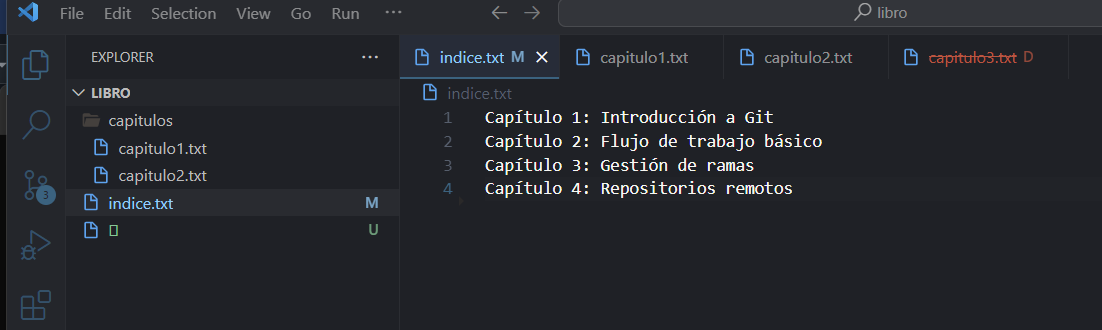 File Edit Selection View Go Run ··· libro
EXPLORER ···
indice.txt M
capitulo1.txt
capitulo2.txt
capitulo3.txt D
LIBRO
capitulos
capitulo1.txt
capitulo2.txt
indice.txt M
U
3
indice.txt
1 Capítulo 1: Introducción a Git
2 Capítulo 2: Flujo de trabajo básico
3 Capítulo 3: Gestión de ramas
4 Capítulo 4: Repositorios remotos